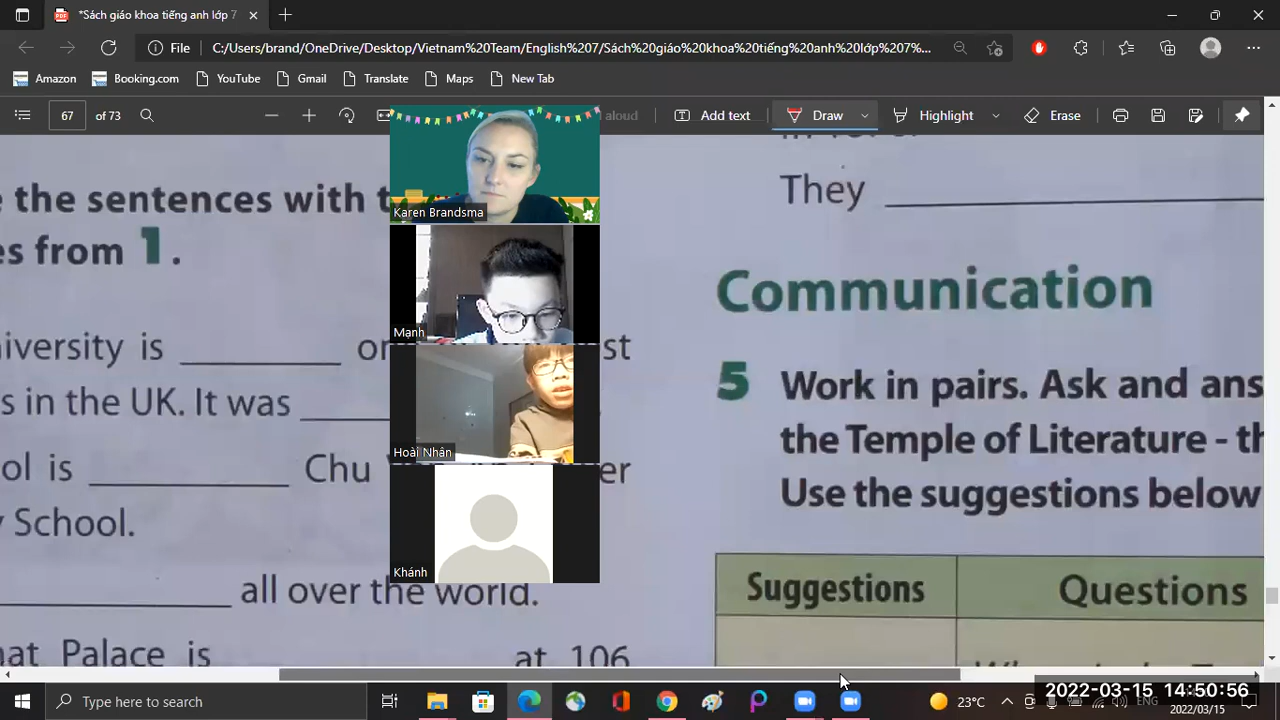 *Sách giáo khoa tiếng anh lớp 7
File
C:/Users/brand/OneDrive/Desktop/Vietnam%20Team/English%207/Sách%20giáo%20khoa%20tiếng%20anh%20lớp%207%...
Amazon
Booking.com
YouTube
Gmail
Translate
Maps
New Tab
67
of 73
aloud
Add text
Draw
Highlight
Erase
They
e the sentences with t
es from 1.
niversity is
or
st
s in the UK. It was
ol is
Chu
er
y School.
all over the world.
hat Palace is
at 106
Karen Brandsma
Mạnh
Hoài Nhân
Khánh
Communication
5 Work in pairs. Ask and ans
the Temple of Literature - th
Use the suggestions below
Suggestions
Questions
Type here to search
23°C
ENG
2022-03-15 14:50:56
2022/03/15